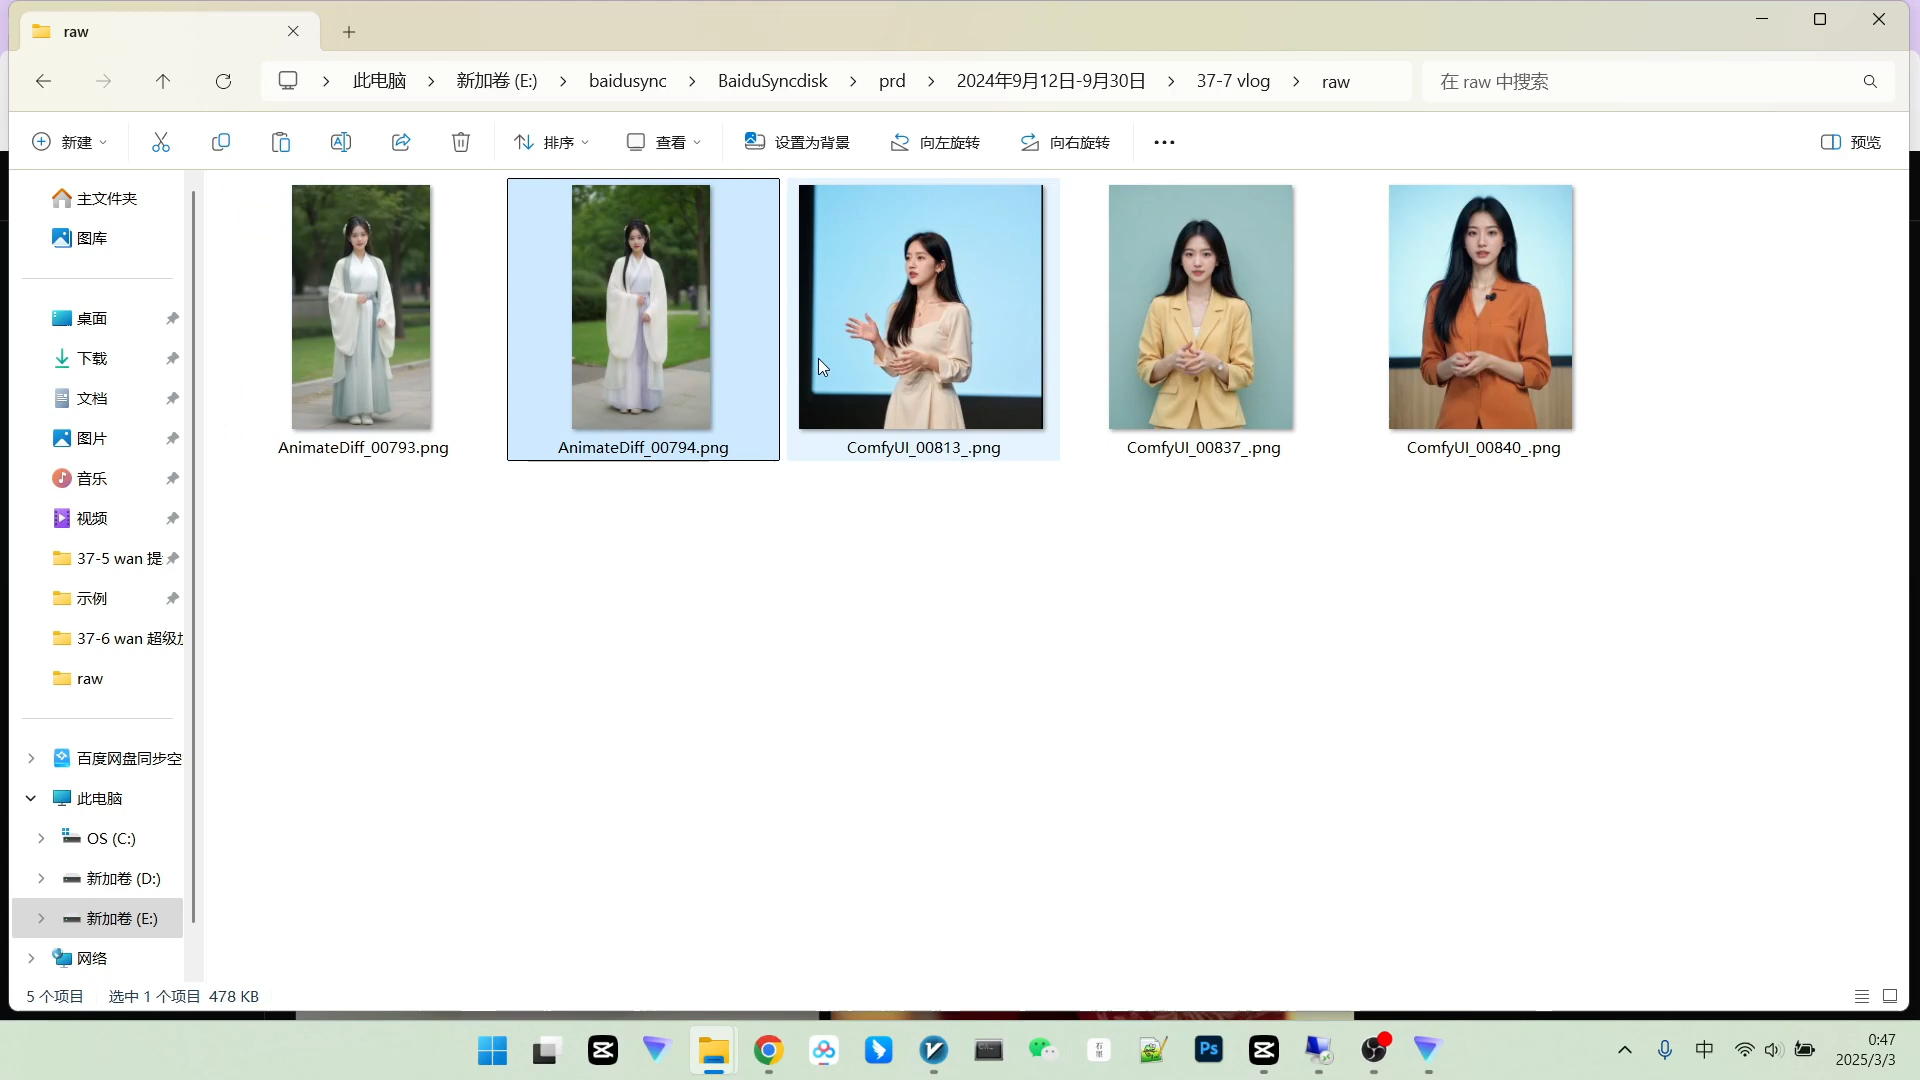 raw
此电脑 > 新加卷 (E:) > baidusync > BaiduSyncdisk > prd > 2024年9月12日-9月30日 > 37-7 vlog > raw
在 raw 中搜索
新建
排序
查看
设置为背景
向左旋转
向右旋转
预览
主文件夹
图库
桌面
下载
文档
图片
音乐
视频
37-5 wan 提
示例
37-6 wan 超级
raw
百度网盘同步空
此电脑
OS (C:)
新加卷 (D:)
新加卷 (E:)
网络
AnimateDiff_00793.png
AnimateDiff_00794.png
ComfyUI_00813_.png
ComfyUI_00837_.png
ComfyUI_00840_.png
5 个项目
选中 1 个项目 478 KB
Ps
中
0:47
2025/3/3